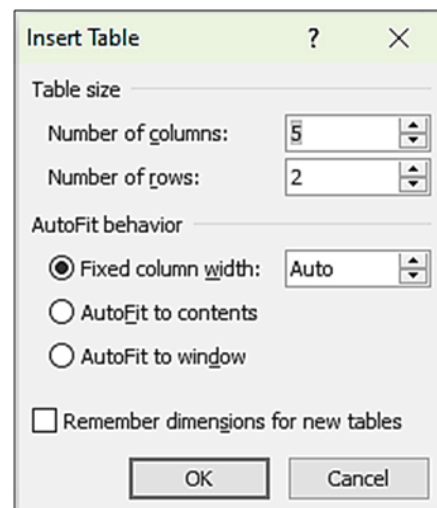 Insert Table ? ×
Table size
Number of columns: 5
Number of rows: 2
AutoFit behavior
Fixed column width: Auto
AutoFit to contents
AutoFit to window
Remember dimensions for new tables
OK Cancel